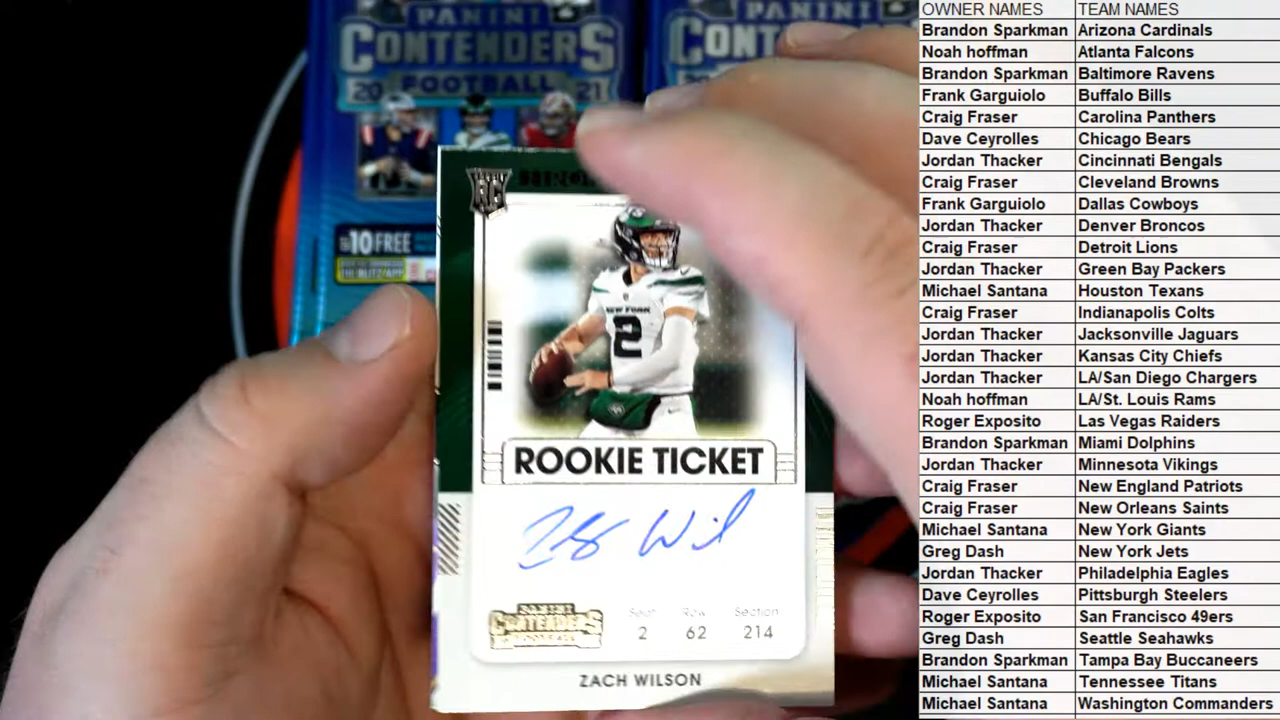 PANINI
CONTENDERS
FOOTBALL
20 21
10 FREE
RC
NEW YORK
2
ROOKIE TICKET
Zach Wil
PANINI
CONTENDERS
FOOTBALL
Seat Row Section
2 62 214
ZACH WILSON
OWNER NAMES TEAM NAMES
Brandon Sparkman Arizona Cardinals
Noah hoffman Atlanta Falcons
Brandon Sparkman Baltimore Ravens
Frank Garguiolo Buffalo Bills
Craig Fraser Carolina Panthers
Dave Ceyrolles Chicago Bears
Jordan Thacker Cincinnati Bengals
Craig Fraser Cleveland Browns
Frank Garguiolo Dallas Cowboys
Jordan Thacker Denver Broncos
Craig Fraser Detroit Lions
Jordan Thacker Green Bay Packers
Michael Santana Houston Texans
Craig Fraser Indianapolis Colts
Jordan Thacker Jacksonville Jaguars
Jordan Thacker Kansas City Chiefs
Jordan Thacker LA/San Diego Chargers
Noah hoffman LA/St. Louis Rams
Roger Exposito Las Vegas Raiders
Brandon Sparkman Miami Dolphins
Jordan Thacker Minnesota Vikings
Craig Fraser New England Patriots
Craig Fraser New Orleans Saints
Michael Santana New York Giants
Greg Dash New York Jets
Jordan Thacker Philadelphia Eagles
Dave Ceyrolles Pittsburgh Steelers
Roger Exposito San Francisco 49ers
Greg Dash Seattle Seahawks
Brandon Sparkman Tampa Bay Buccaneers
Michael Santana Tennessee Titans
Michael Santana Washington Commanders